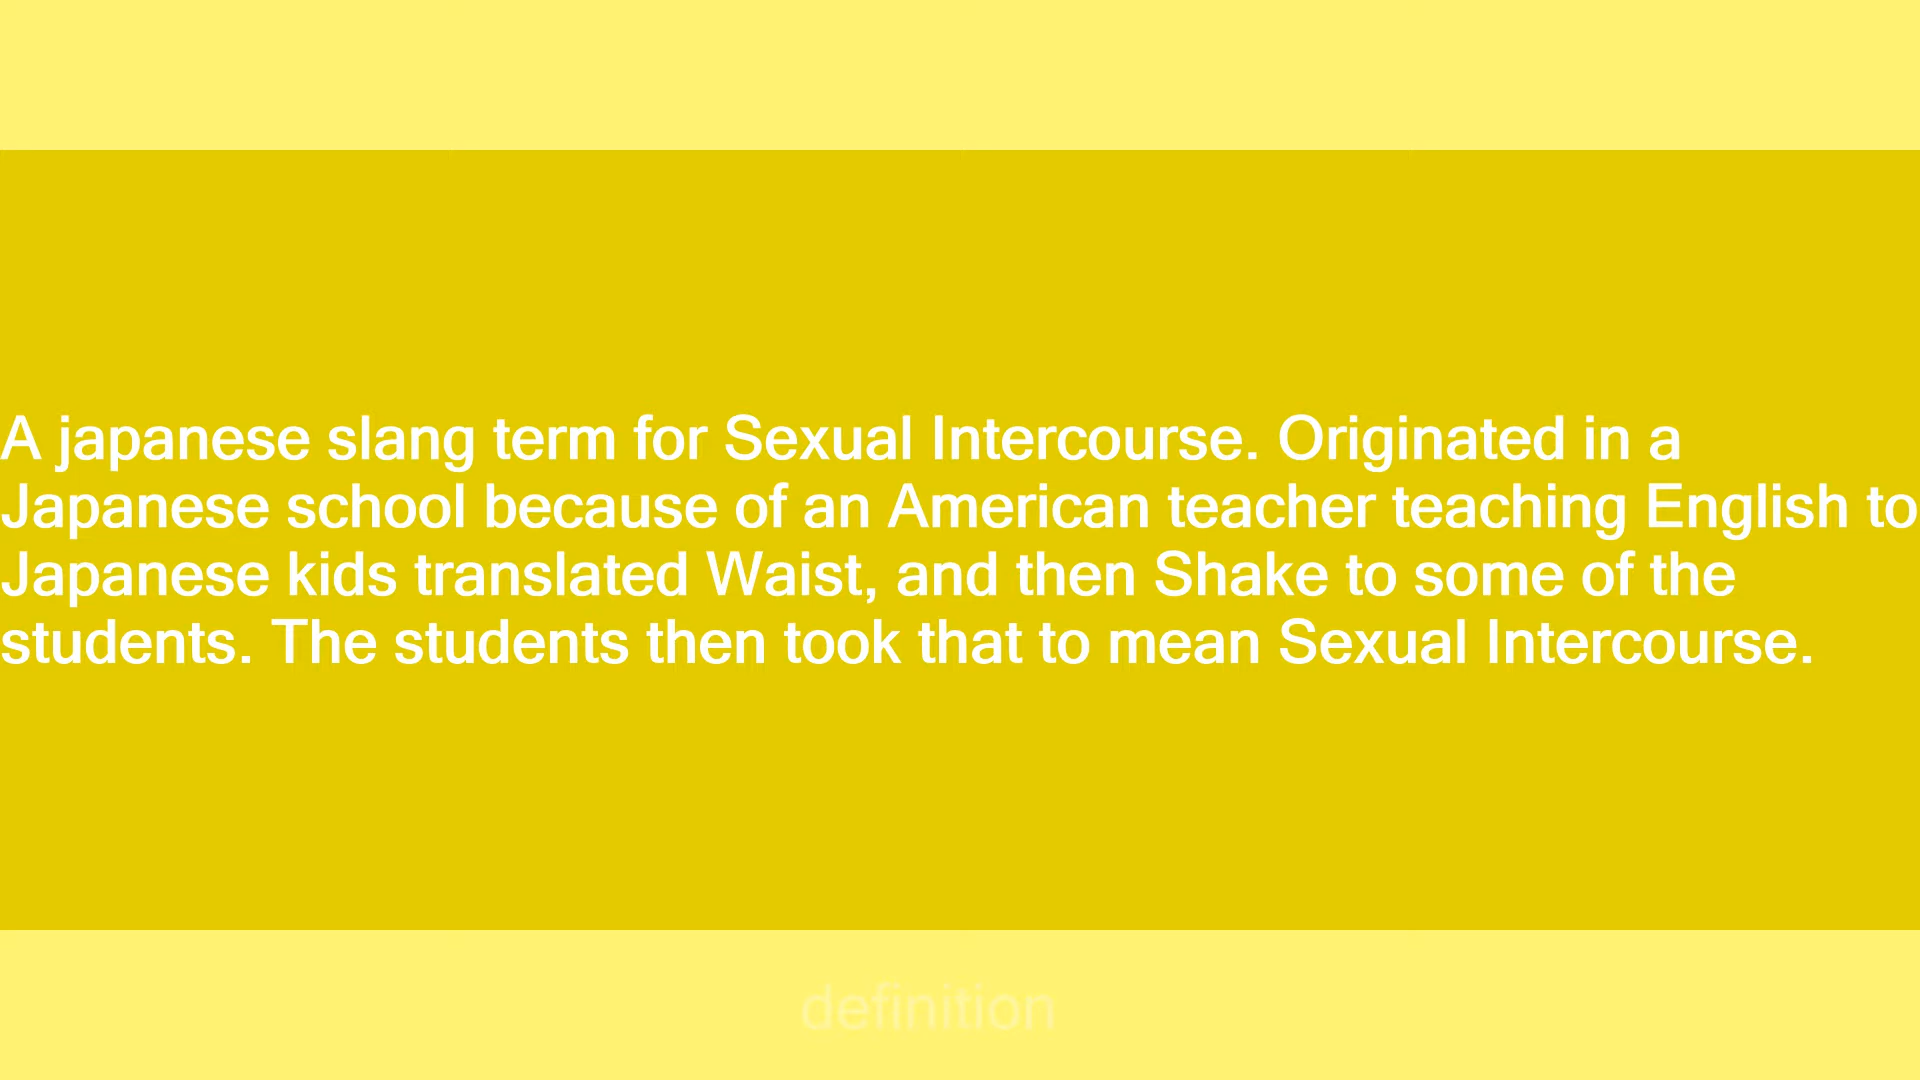 A japanese slang term for Sexual Intercourse. Originated in a
Japanese school because of an American teacher teaching English to
Japanese kids translated Waist, and then Shake to some of the
students. The students then took that to mean Sexual Intercourse.
definition